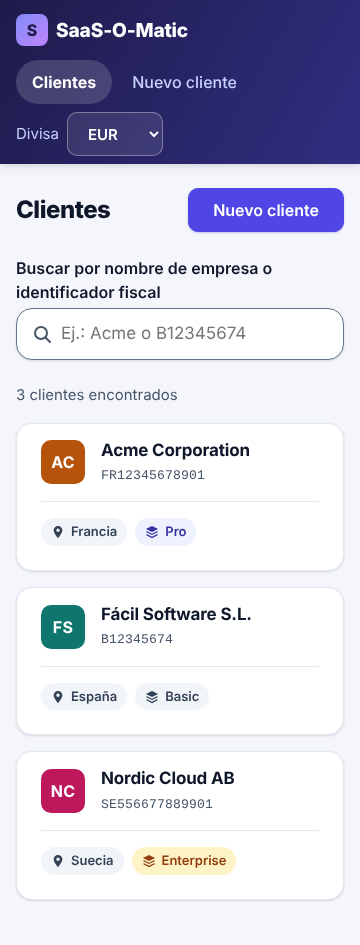 S SaaS-O-Matic
Clientes Nuevo cliente
Divisa EUR
Clientes Nuevo cliente
Buscar por nombre de empresa o
identificador fiscal
Ej.: Acme o B12345674
3 clientes encontrados
AC Acme Corporation
FR12345678901
Francia Pro
FS Fácil Software S.L.
B12345674
España Basic
NC Nordic Cloud AB
SE556677889901
Suecia Enterprise